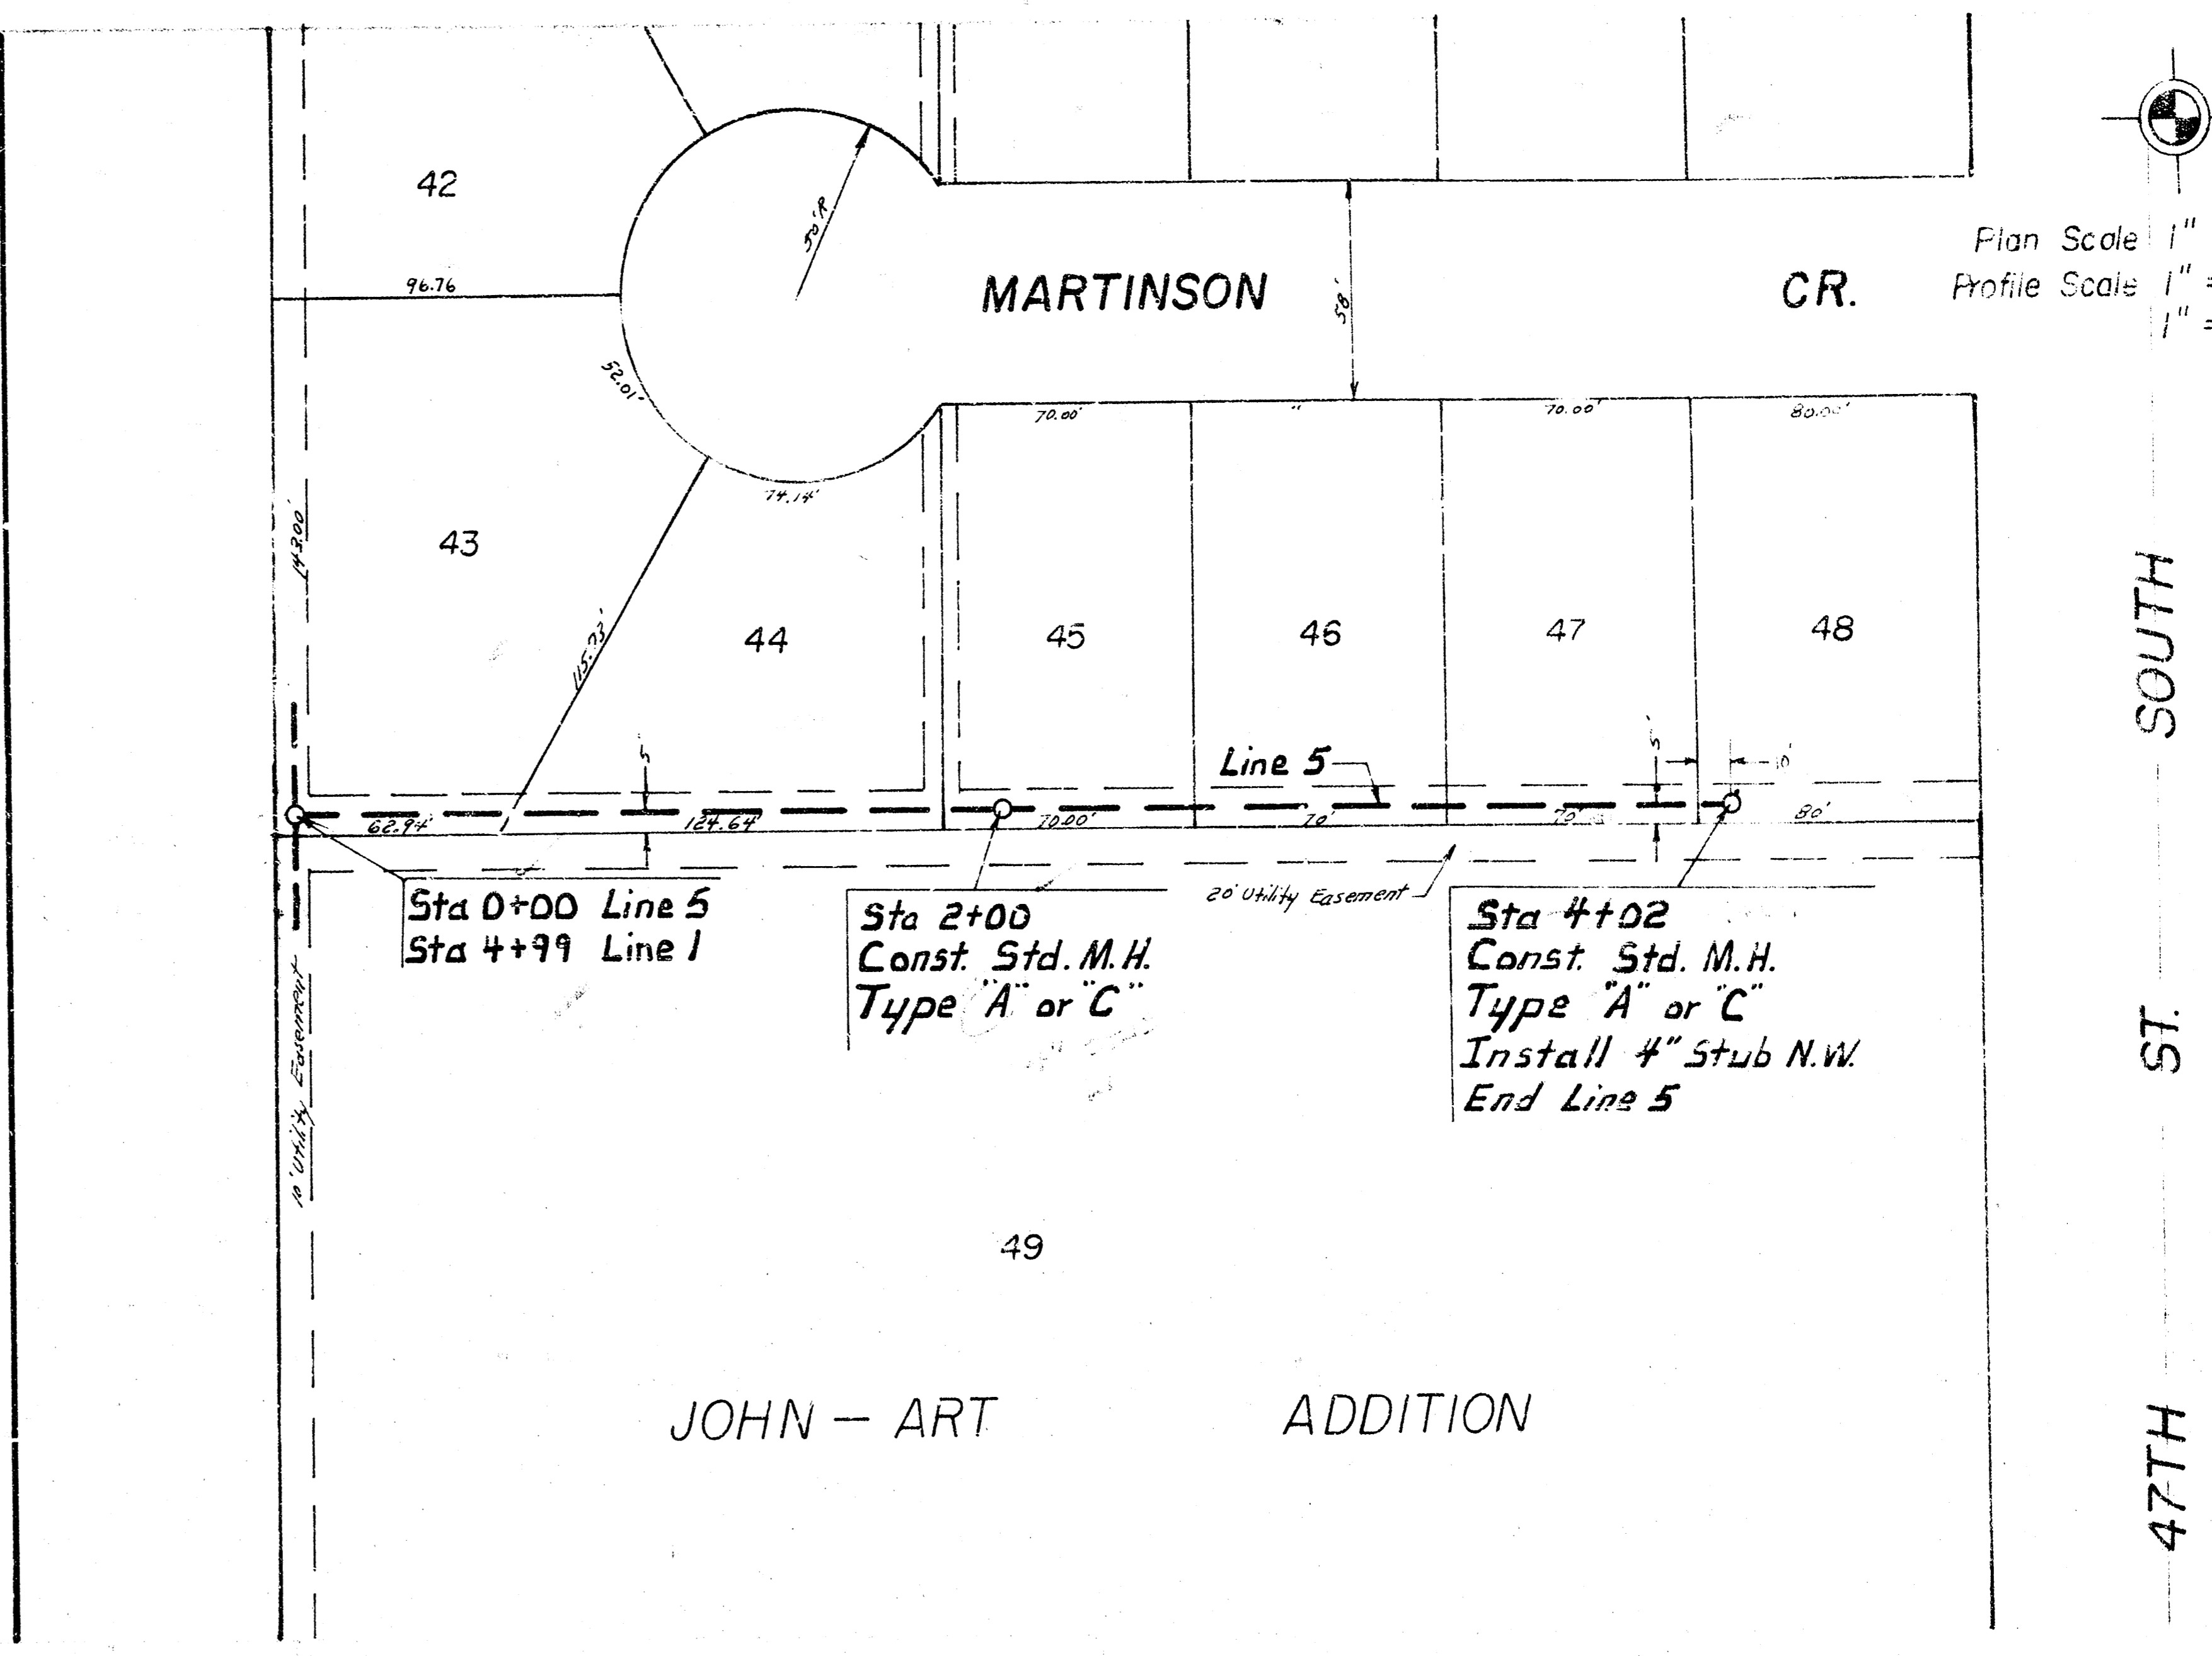 42
50'R
96.76
MARTINSON
CR.
58'
Plan Scale 1"
Profile Scale 1" =
1" =
52.01'
70.00'
"
70.00'
80.00'
74.14'
143.00'
43
44
45
46
47
48
115.73'
5'
Line 5
5'
10'
62.94'
124.64'
70.00'
70'
70'
80'
20' Utility Easement
Sta 0+00 Line 5
Sta 4+99 Line 1
Sta 2+00
Const. Std. M.H.
Type "A" or "C"
Sta 4+02
Const. Std. M.H.
Type "A" or "C"
Install 4" Stub N.W.
End Line 5
10' Utility Easement
49
JOHN – ART ADDITION
47TH ST. SOUTH